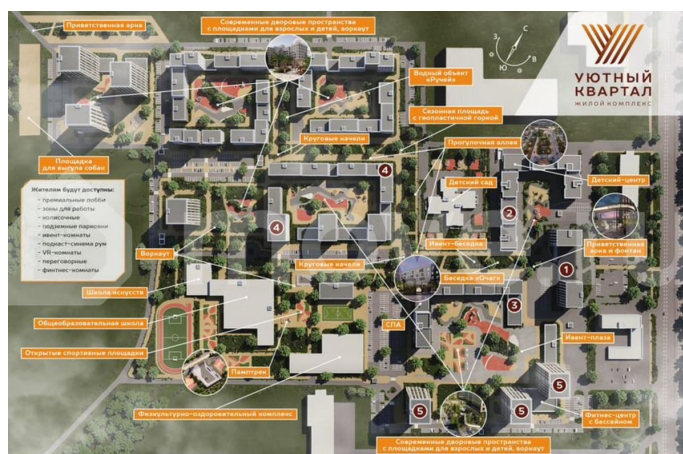 Современные дворовые пространства
с площадками для взрослых и детей, воркаут
Приветственная арка
С
З
В
Ю
УЮТНЫЙ
КВАРТАЛ
ЖИЛОЙ КОМПЛЕКС
Водный объект
«Ручей»
Сезонная площадь
с геопластичной горкой
Круговые качели
Прогулочная аллея
Площадка
для выгула собак
4
Детский сад
Детский-центр
Жителям будут доступны:
- премиальные лобби
- зоны для работы
- колясочные
- подземные парковки
- ивент-комнаты
- подкаст-синема рум
- VR-комнаты
- переговорные
- фитнес-комнаты
2
4
Воркаут
Ивент-беседка
Приветственная
арка и фонтан
Круговые качели
Беседка «Очаг»
1
Школа искусств
3
Общеобразовательная школа
СПА
Ивент-плаза
Открытые спортивные площадки
Памптрек
5
Физкультурно-оздоровительный комплекс
5
5
Фитнес-центр
с бассейном
Современные дворовые пространства
с площадками для взрослых и детей, воркаут